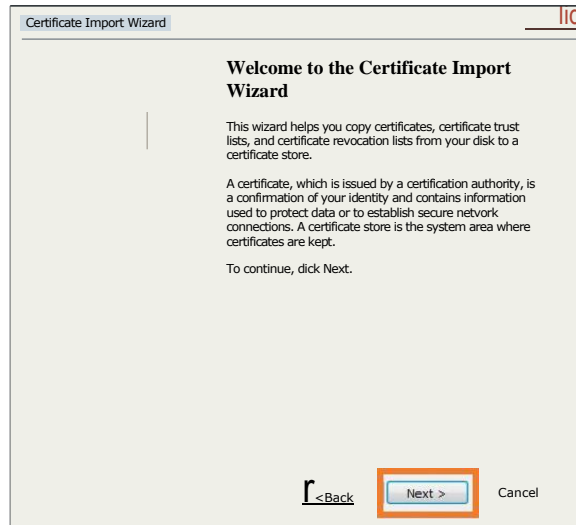 Certificate Import Wizard
Welcome to the Certificate Import
Wizard
This wizard helps you copy certificates, certificate trust
lists, and certificate revocation lists from your disk to a
certificate store.
A certificate, which is issued by a certification authority, is
a confirmation of your identity and contains information
used to protect data or to establish secure network
connections. A certificate store is the system area where
certificates are kept.
To continue, dick Next.
r<Back Next > Cancel